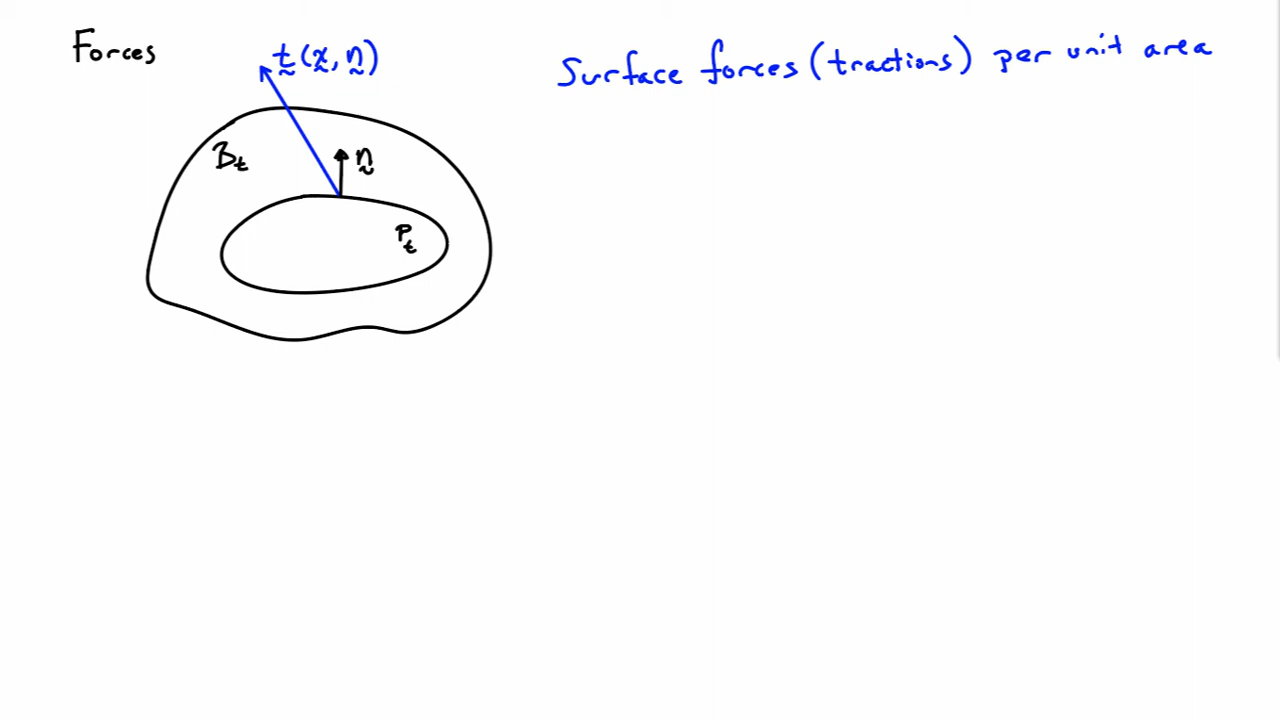 Forces
t(x, n)
Surface forces (tractions) per unit area
Bt
n
Pt